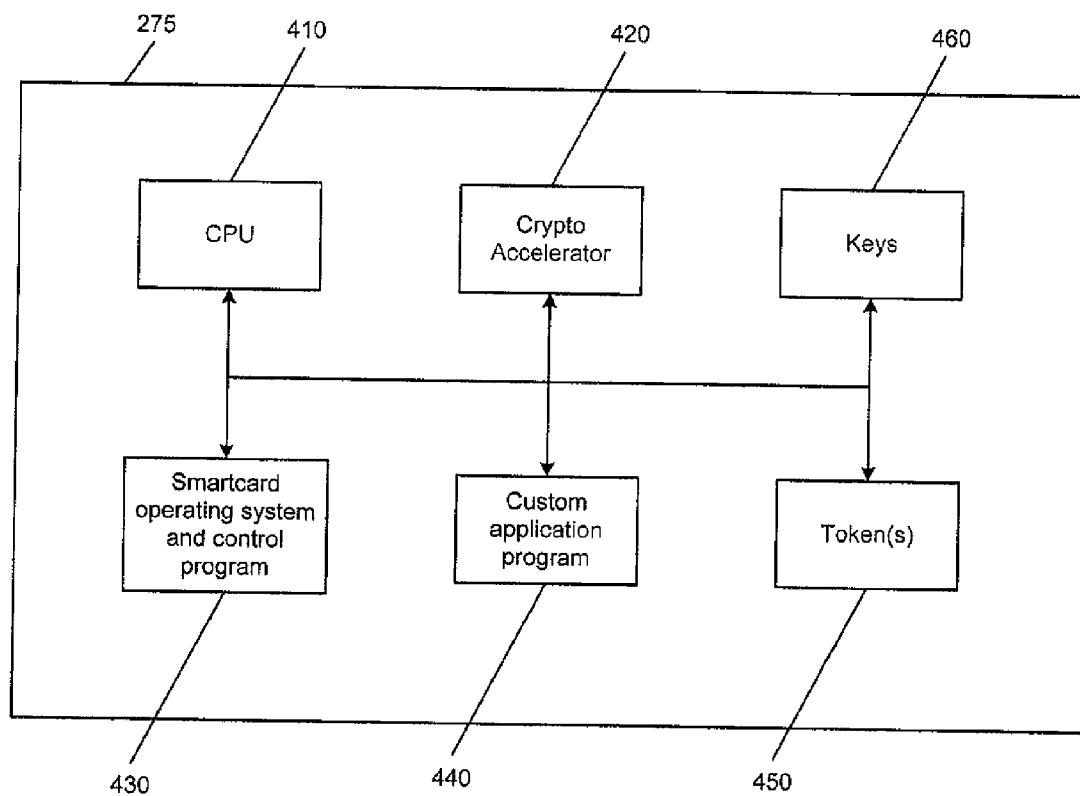 275
410
420
460
CPU
Crypto
Accelerator
Keys
Smartcard
operating system
and control
program
Custom
application
program
Token(s)
430
440
450